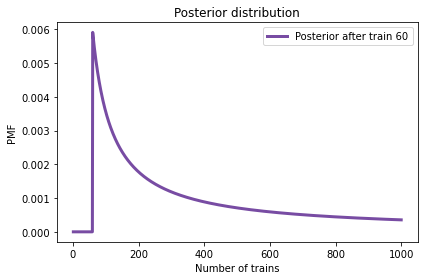 Posterior distribution
Posterior after train 60
PMF
0.006
0.005
0.004
0.003
0.002
0.001
0.000
0 200 400 600 800 1000
Number of trains